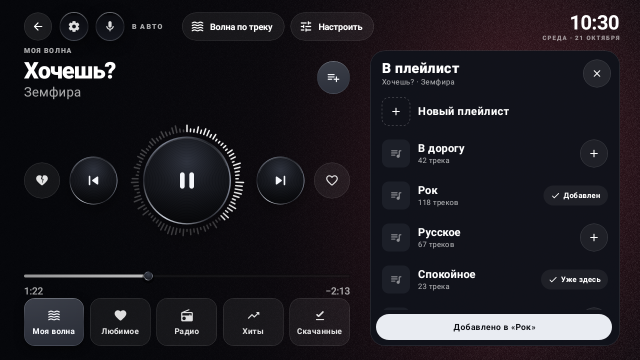 В АВТО
Волна по треку
Настроить
10:30
СРЕДА · 21 ОКТЯБРЯ
МОЯ ВОЛНА
Хочешь?
Земфира
1:22
−2:13
Моя волна
Любимое
Радио
Хиты
Скачанные
В плейлист
Хочешь? · Земфира
Новый плейлист
В дорогу
42 трека
Рок
118 треков
Добавлен
Русское
67 треков
Спокойное
23 трека
Уже здесь
Добавлено в «Рок»